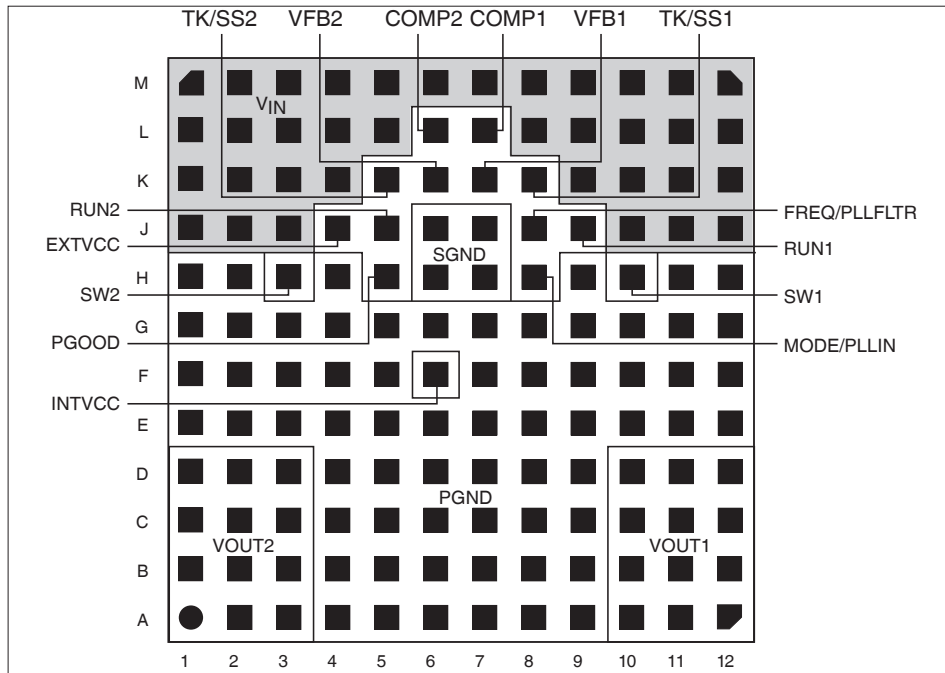 TK/SS2 VFB2 COMP2 COMP1 VFB1 TK/SS1
M
VIN
L
K
RUN2
J
FREQ/PLLFLTR
EXTVCC
SGND
RUN1
H
SW2
SW1
G
PGOOD
MODE/PLLIN
F
INTVCC
E
D
PGND
C
VOUT2
VOUT1
B
A
1 2 3 4 5 6 7 8 9 10 11 12